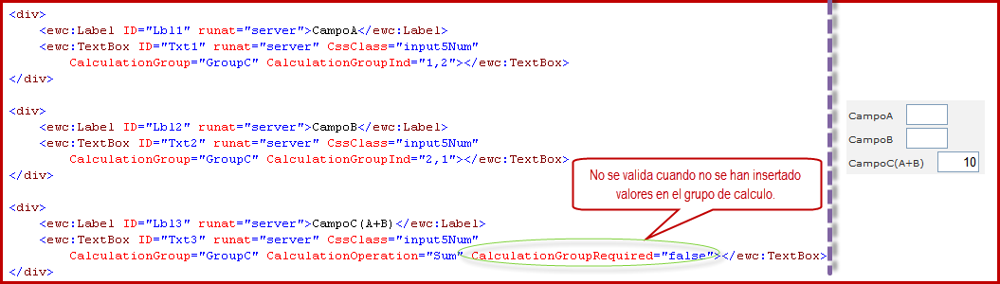 <div>
<ewc:Label ID="Lbl1" runat="server">CampoA</ewc:Label>
<ewc:TextBox ID="Txt1" runat="server" CssClass="input5Num"
CalculationGroup="GroupC" CalculationGroupInd="1,2"></ewc:TextBox>
</div>
<div>
<ewc:Label ID="Lbl2" runat="server">CampoB</ewc:Label>
<ewc:TextBox ID="Txt2" runat="server" CssClass="input5Num"
CalculationGroup="GroupC" CalculationGroupInd="2,1"></ewc:TextBox>
</div>
<div>
<ewc:Label ID="Lbl3" runat="server">CampoC(A+B)</ewc:Label>
<ewc:TextBox ID="Txt3" runat="server" CssClass="input5Num"
CalculationGroup="GroupC" CalculationOperation="Sum" CalculationGroupRequired="false"></ewc:TextBox>
</div>
No se valida cuando no se han insertado
valores en el grupo de calculo.
CampoA
CampoB
CampoC(A+B) 10